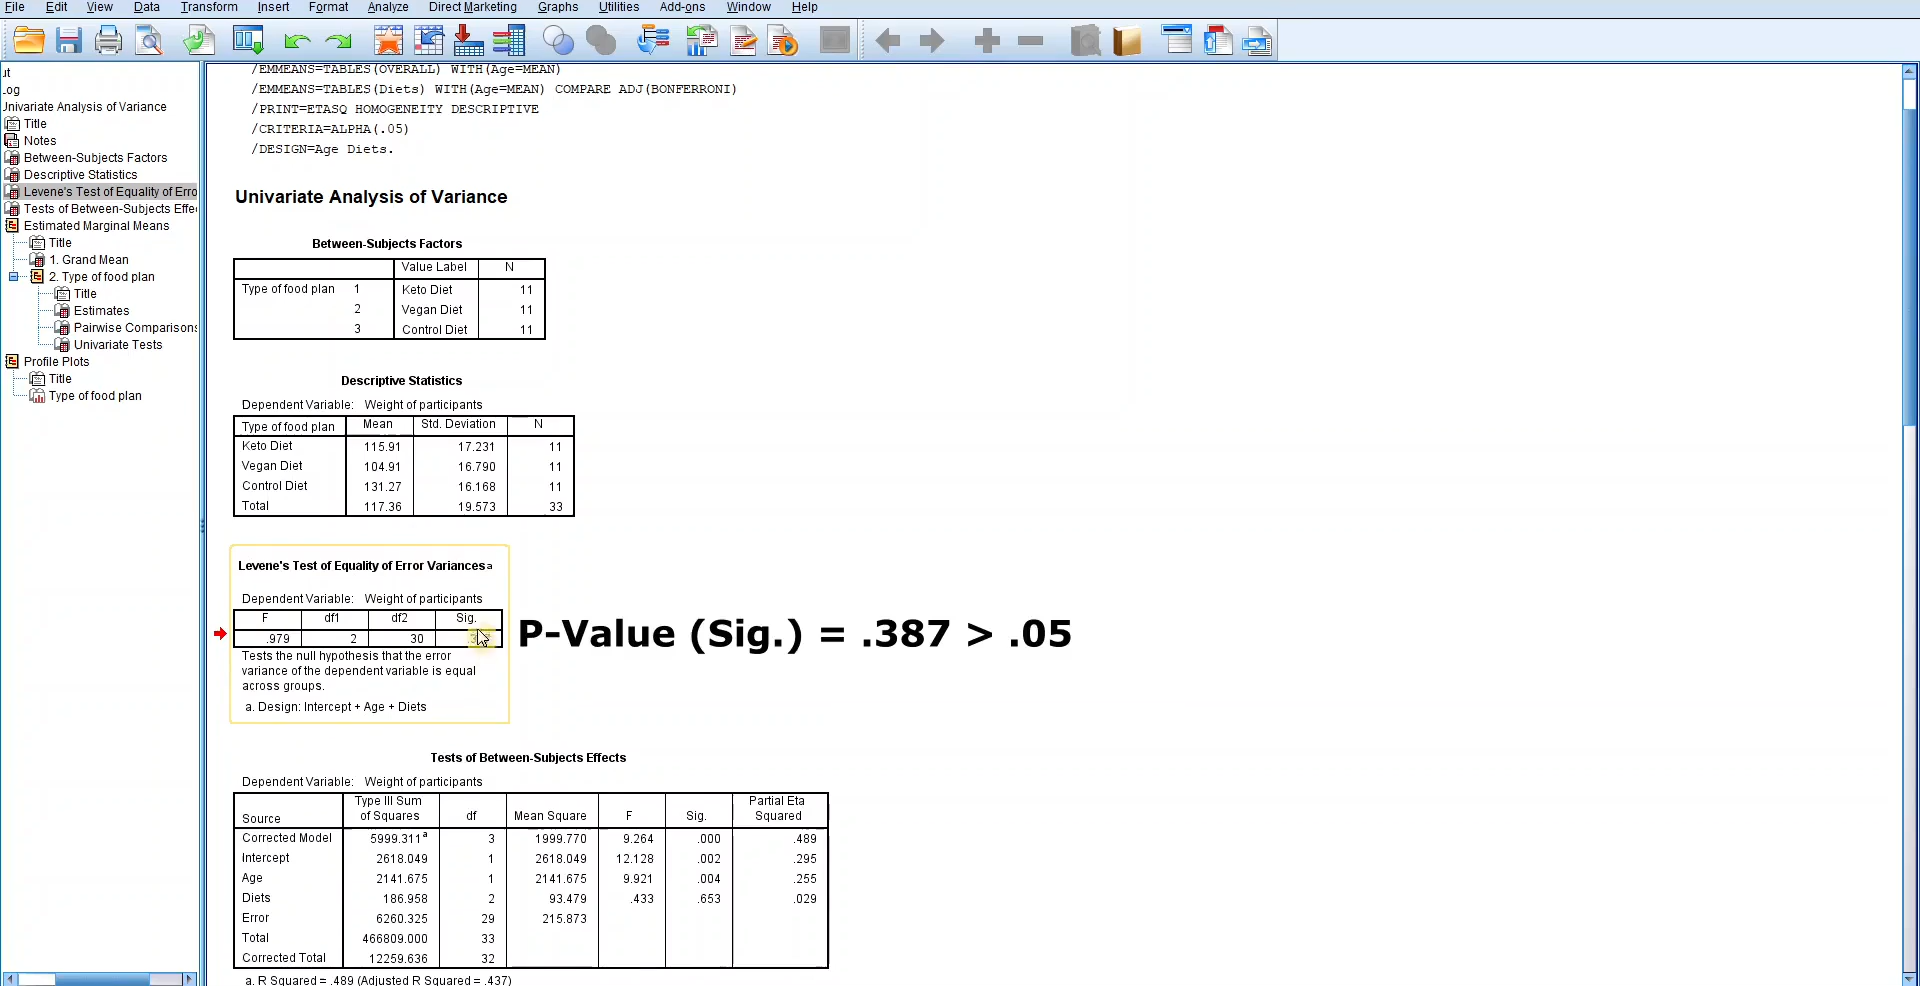 File Edit View Data Transform Insert Format Analyze Direct Marketing Graphs Utilities Add-ons Window Help
Univariate Analysis of Variance
Title
Notes
Between-Subjects Factors
Descriptive Statistics
Levene's Test of Equality of Erro
Tests of Between-Subjects Effe
Estimated Marginal Means
Title
1. Grand Mean
2. Type of food plan
Title
Estimates
Pairwise Comparisons
Univariate Tests
Profile Plots
Title
Type of food plan
/EMMEANS=TABLES(OVERALL) WITH(Age=MEAN)
/EMMEANS=TABLES(Diets) WITH(Age=MEAN) COMPARE ADJ(BONFERRONI)
/PRINT=ETASQ HOMOGENEITY DESCRIPTIVE
/CRITERIA=ALPHA(.05)
/DESIGN=Age Diets.
Univariate Analysis of Variance
Between-Subjects Factors
Value Label N
Type of food plan 1 Keto Diet 11
2 Vegan Diet 11
3 Control Diet 11
Descriptive Statistics
Dependent Variable: Weight of participants
Type of food plan Mean Std. Deviation N
Keto Diet 115.91 17.231 11
Vegan Diet 104.91 16.790 11
Control Diet 131.27 16.168 11
Total 117.36 19.573 33
Levene's Test of Equality of Error Variancesa
Dependent Variable: Weight of participants
F df1 df2 Sig.
.979 2 30
P-Value (Sig.) = .387 > .05
Tests the null hypothesis that the error
variance of the dependent variable is equal
across groups.
a. Design: Intercept + Age + Diets
Tests of Between-Subjects Effects
Dependent Variable: Weight of participants
Source Type III Sum of Squares df Mean Square F Sig. Partial Eta Squared
Corrected Model 5999.311a 3 1999.770 9.264 .000 .489
Intercept 2618.049 1 2618.049 12.128 .002 .295
Age 2141.675 1 2141.675 9.921 .004 .255
Diets 186.958 2 93.479 .433 .653 .029
Error 6260.325 29 215.873
Total 466809.000 33
Corrected Total 12259.636 32
a. R Squared = .489 (Adjusted R Squared = .437)